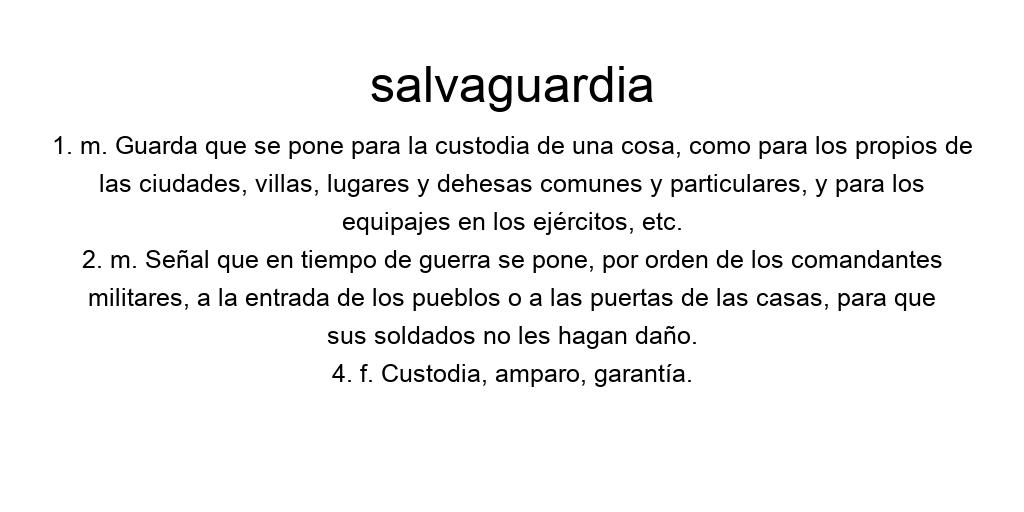 salvaguardia
1. m. Guarda que se pone para la custodia de una cosa, como para los propios de
las ciudades, villas, lugares y dehesas comunes y particulares, y para los
equipajes en los ejércitos, etc.
2. m. Señal que en tiempo de guerra se pone, por orden de los comandantes
militares, a la entrada de los pueblos o a las puertas de las casas, para que
sus soldados no les hagan daño.
4. f. Custodia, amparo, garantía.